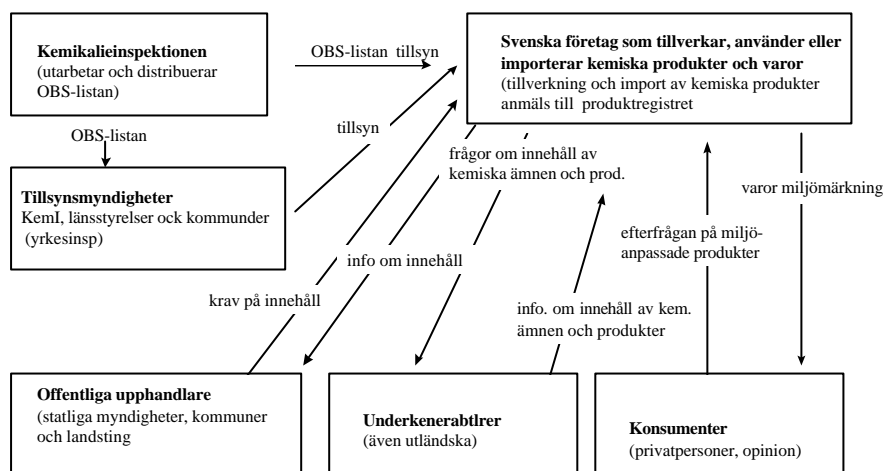 Kemikalieinspektionen
(utarbetar och distribuerar
OBS-listan)
OBS-listan tillsyn
Svenska företag som tillverkar, använder eller
importerar kemiska produkter och varor
(tillverkning och import av kemiska produkter
anmäls till produktregistret
OBS-listan
tillsyn
frågor om innehåll av
kemiska ämnen och prod.
varor miljömärkning
Tillsynsmyndigheter
KemI, länsstyrelser ock kommunder
(yrkesinsp)
efterfrågan på miljö-
anpassade produkter
info om innehåll
krav på innehåll
info. om innehåll av kem.
ämnen och produkter
Offentliga upphandlare
(statliga myndigheter, kommuner
och landsting
Underkenerabtlrer
(även utländska)
Konsumenter
(privatpersoner, opinion)